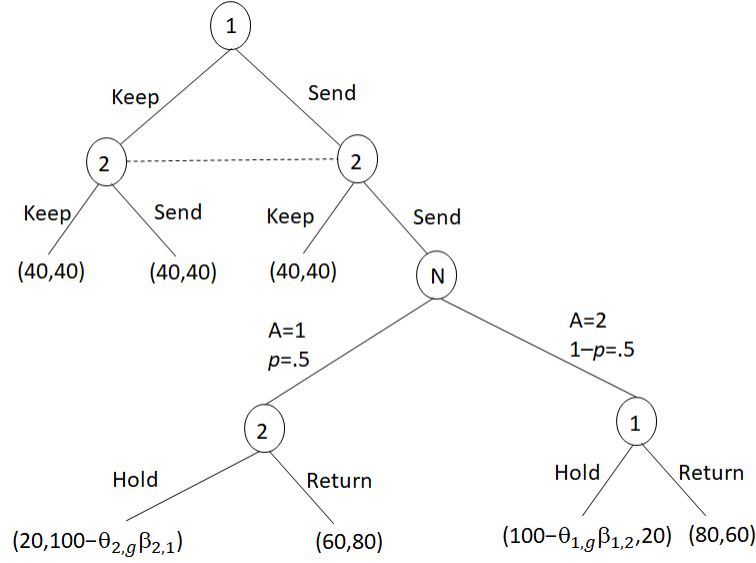 1
Keep
Send
2
2
Keep
Send
Keep
Send
(40,40)
(40,40)
(40,40)
N
A=1
p=.5
A=2
1−p=.5
2
1
Hold
Return
Hold
Return
(20,100−θ₂,gβ₂,₁)
(60,80)
(100−θ₁,gβ₁,₂,20)
(80,60)